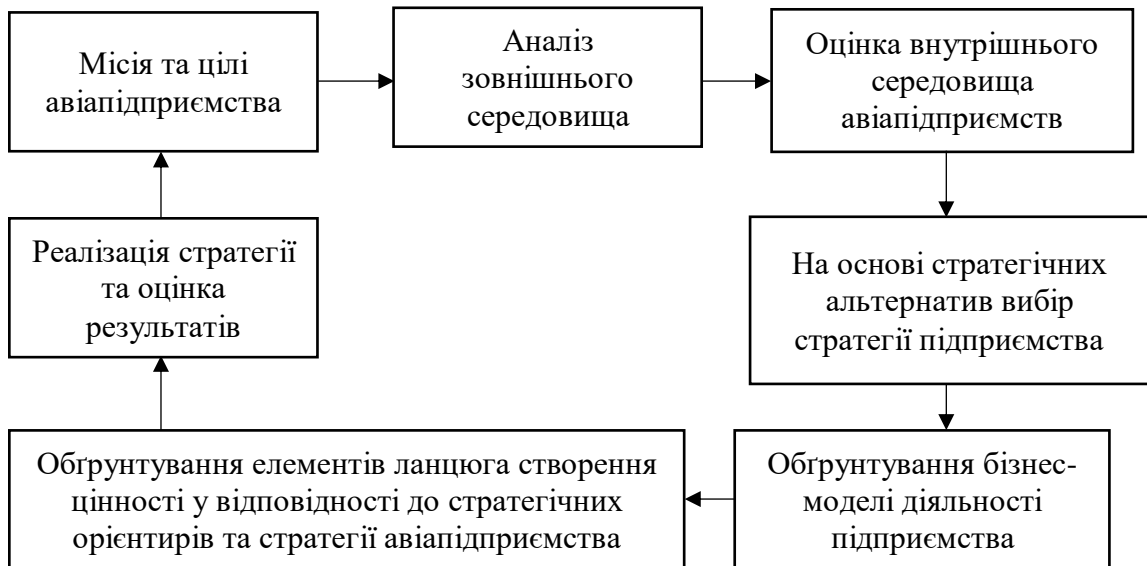 Місія та цілі
авіапідприємства
Аналіз
зовнішнього
середовища
Оцінка внутрішнього
середовища
авіапідприємств
На основі стратегічних
альтернатив вибір
стратегії підприємства
Обґрунтування бізнес-
моделі діяльності
підприємства
Обґрунтування елементів ланцюга створення
цінності у відповідності до стратегічних
орієнтирів та стратегії авіапідприємства
Реалізація стратегії
та оцінка
результатів